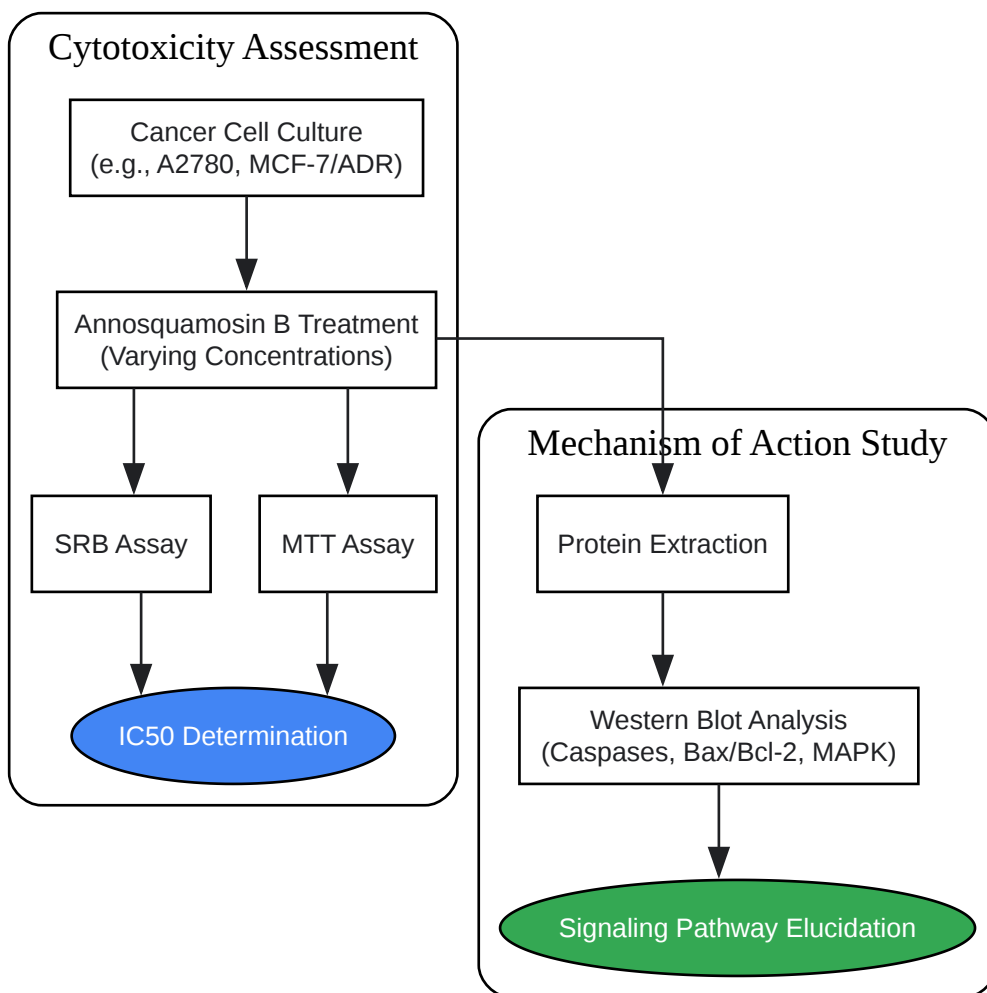 Cytotoxicity Assessment
Cancer Cell Culture
(e.g., A2780, MCF-7/ADR)
Annosquamosin B Treatment
(Varying Concentrations)
SRB Assay
MTT Assay
IC50 Determination
Mechanism of Action Study
Protein Extraction
Western Blot Analysis
(Caspases, Bax/Bcl-2, MAPK)
Signaling Pathway Elucidation